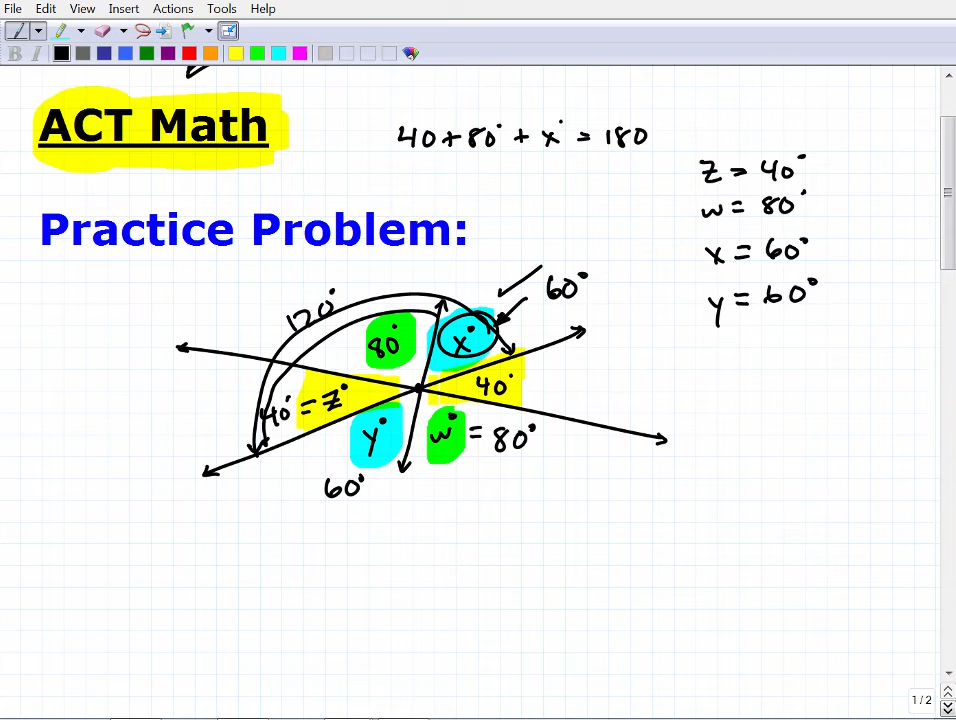 File Edit View Insert Actions Tools Help
B I
ACT Math
40+80°+x°=180
z=40°
w=80°
x=60°
y=60°
Practice Problem:
60°
120°
80°
x°
40°=z°
40°
y°
w°=80°
60°
1/2